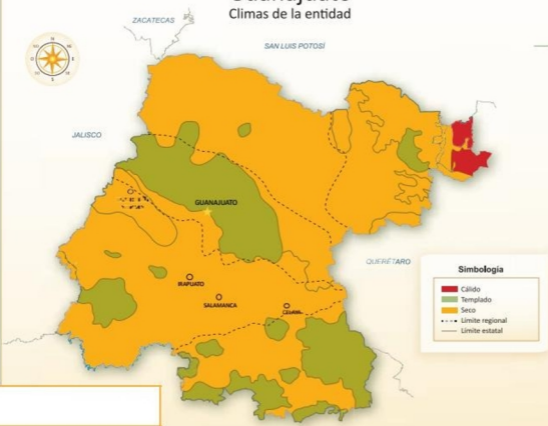 Climas de la entidad
ZACATECAS
SAN LUIS POTOSÍ
JALISCO
GUANAJUATO
QUERÉTARO
IRAPUATO
SALAMANCA
CELAYA
Simbología
Cálido
Templado
Seco
Límite regional
Límite estatal